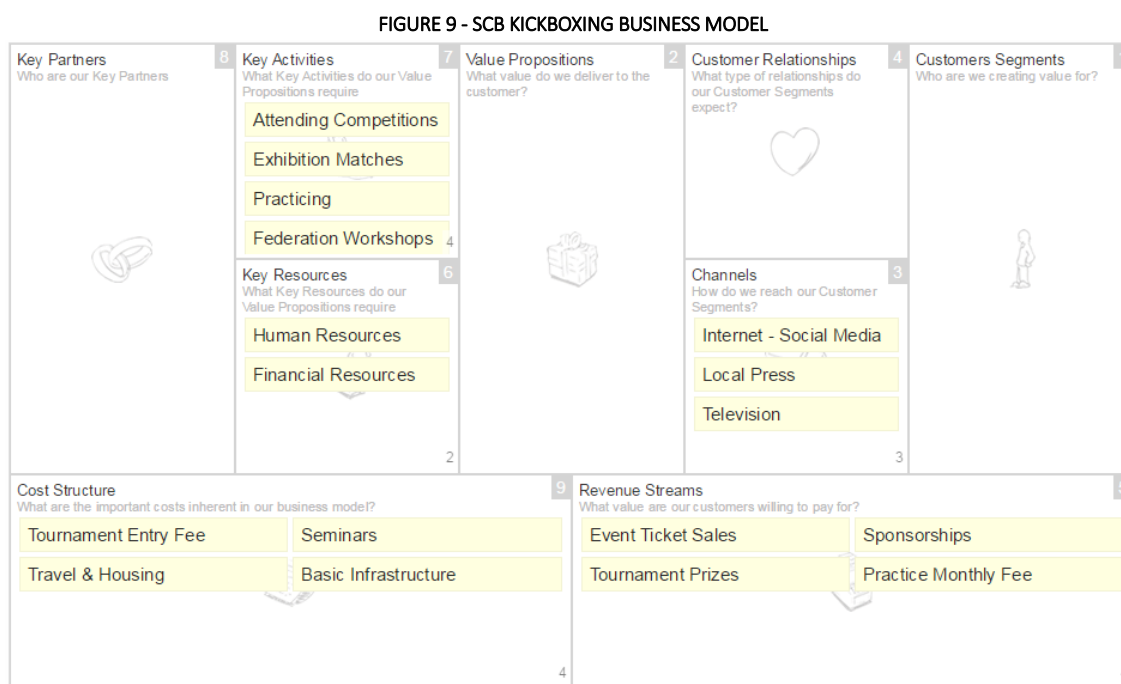 FIGURE 9 - SCB KICKBOXING BUSINESS MODEL
Key Partners
8
Who are our Key Partners
Key Activities
7
What Key Activities do our Value
Propositions require
Attending Competitions
Exhibition Matches
Practicing
Federation Workshops
4
Key Resources
6
What Key Resources do our
Value Propositions require
Human Resources
Financial Resources
2
Value Propositions
2
What value do we deliver to the
customer?
Customer Relationships
4
What type of relationships do
our Customer Segments
expect?
Channels
3
How do we reach our Customer
Segments?
Internet - Social Media
Local Press
Television
3
Customers Segments
Who are we creating value for?
Cost Structure
9
What are the important costs inherent in our business model?
Tournament Entry Fee
Seminars
Travel & Housing
Basic Infrastructure
4
Revenue Streams
What value are our customers willing to pay for?
Event Ticket Sales
Sponsorships
Tournament Prizes
Practice Monthly Fee